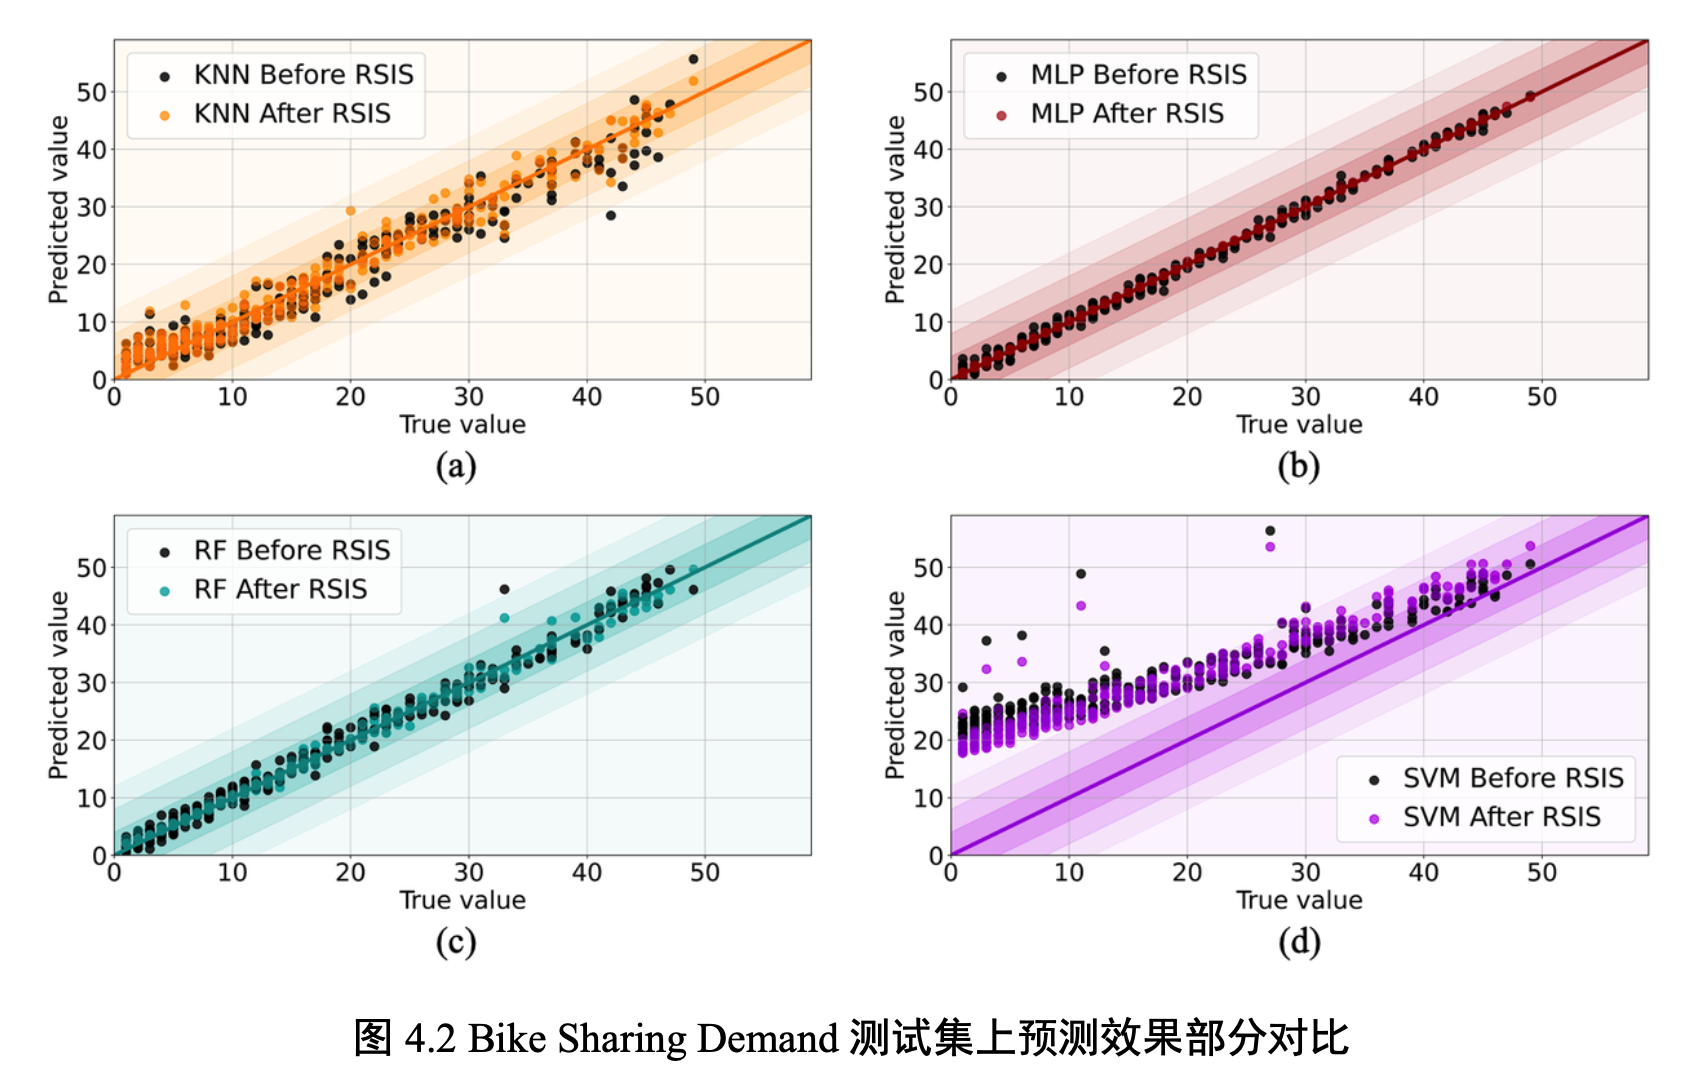 KNN Before RSIS
KNN After RSIS
Predicted value
50
40
30
20
10
0
0 10 20 30 40 50
True value
(a)
MLP Before RSIS
MLP After RSIS
Predicted value
50
40
30
20
10
0
0 10 20 30 40 50
True value
(b)
RF Before RSIS
RF After RSIS
Predicted value
50
40
30
20
10
0
0 10 20 30 40 50
True value
(c)
Predicted value
50
40
30
20
10
0
SVM Before RSIS
SVM After RSIS
0 10 20 30 40 50
True value
(d)
图 4.2 Bike Sharing Demand 测试集上预测效果部分对比